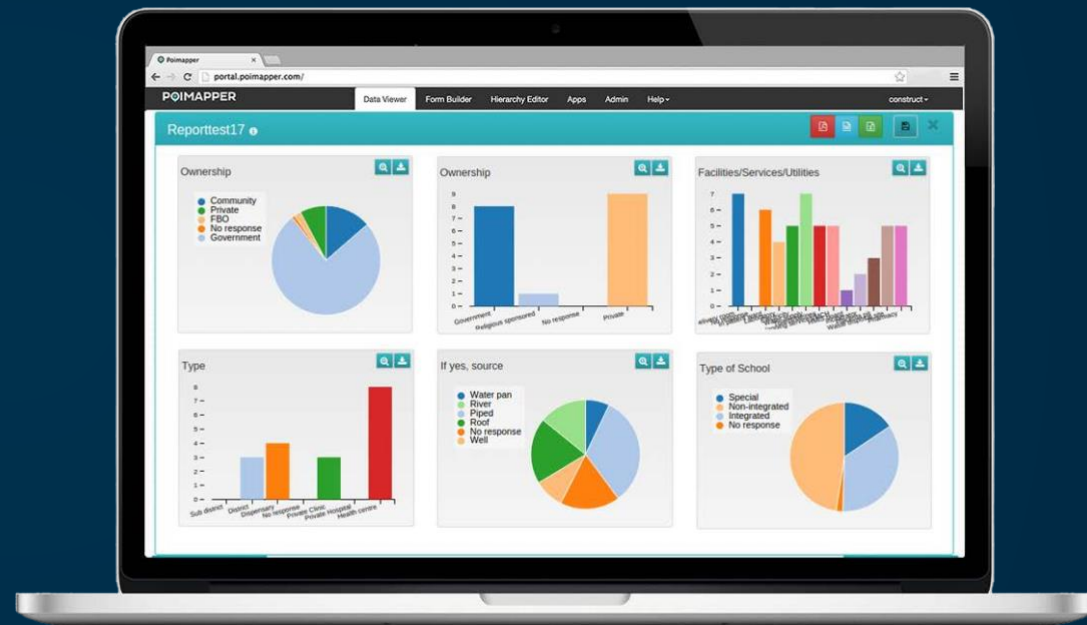 Poimapper
portal.poimapper.com/
POIMAPPER
Data Viewer
Form Builder
Hierarchy Editor
Apps
Admin
Help
construct
Reporttest17
Ownership
Community
Private
FBO
No response
Government
Ownership
9
8
7
6
5
4
3
2
1
0
Government
Religious sponsored
No response
Private
Facilities/Services/Utilities
7
6
5
4
3
2
1
0
Pharmacy
Type
8
7
6
5
4
3
2
1
0
Sub district
District
Dispensary
No response
Private Clinic
Private Hospital
Health centre
If yes, source
Water pan
River
Piped
Roof
No response
Well
Type of School
Special
Non-integrated
Integrated
No response